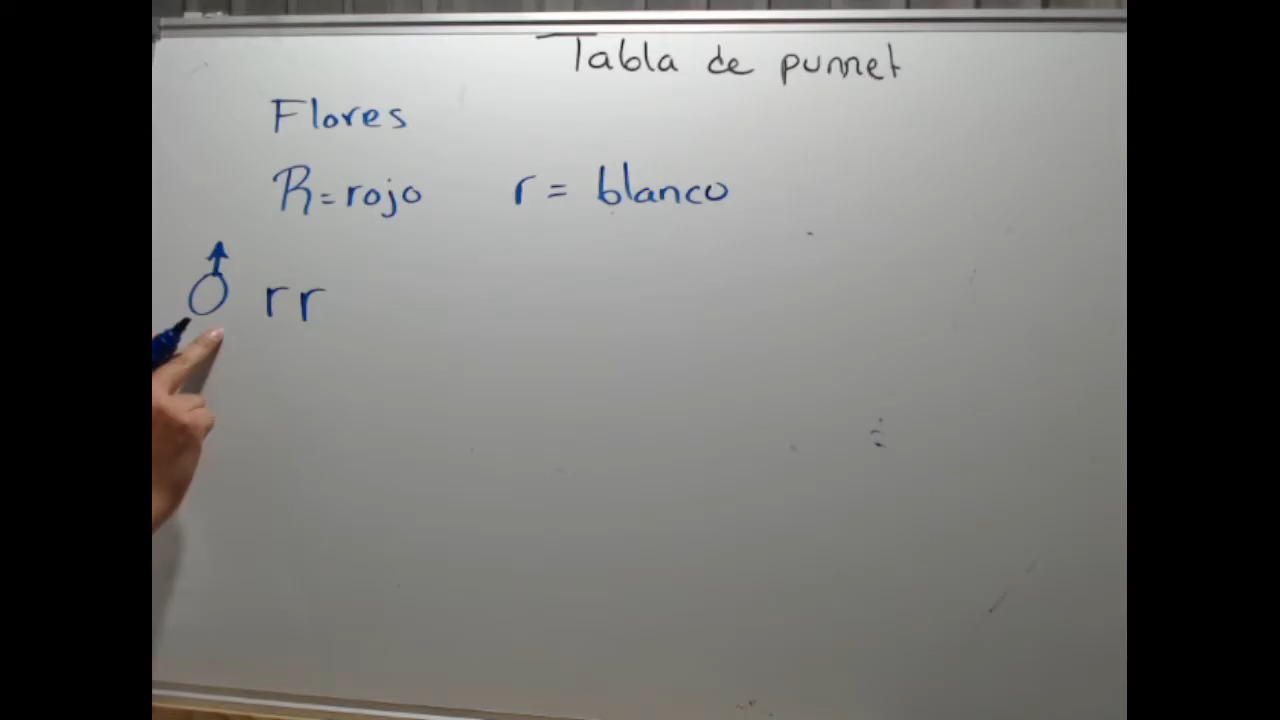 Tabla de punnet
Flores
R = rojo r = blanco
♂ rr